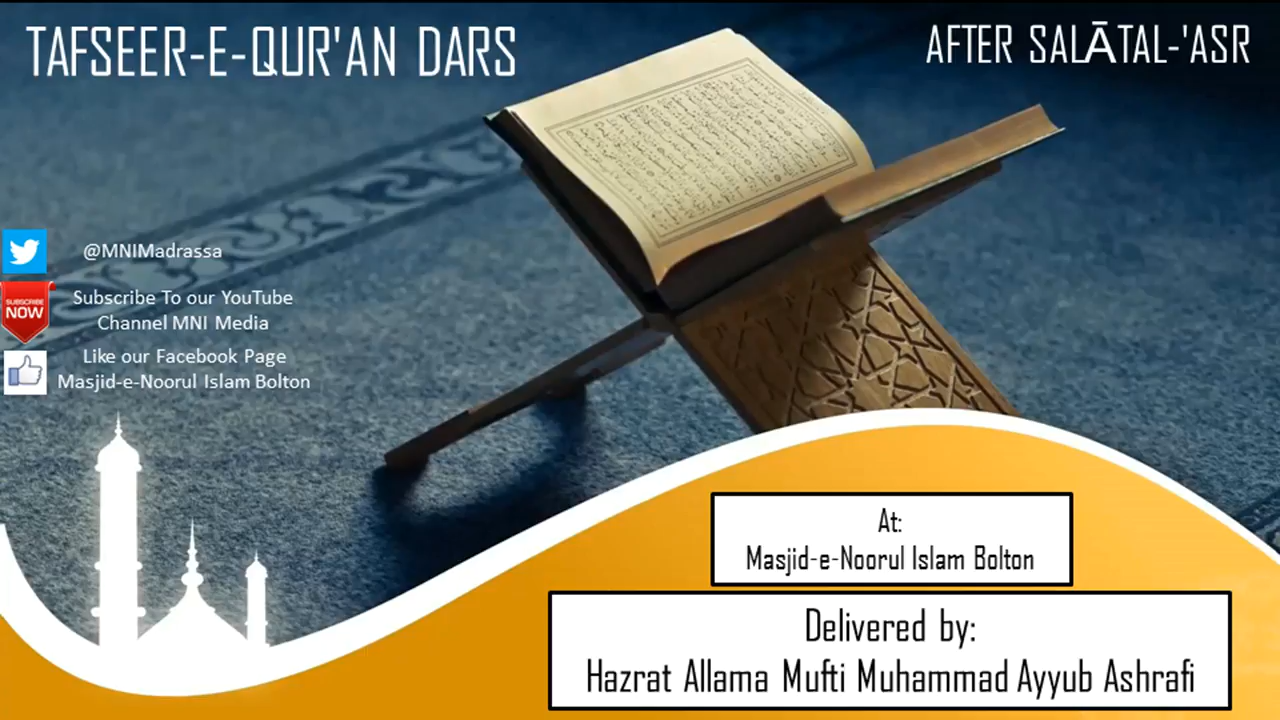 TAFSEER-E-QUR'AN DARS
AFTER SALĀTAL-'ASR
@MNIMadrassa
SUBSCRIBE
NOW
Subscribe To our YouTube
Channel MNI Media
Like our Facebook Page
Masjid-e-Noorul Islam Bolton
At:
Masjid-e-Noorul Islam Bolton
Delivered by:
Hazrat Allama Mufti Muhammad Ayyub Ashrafi